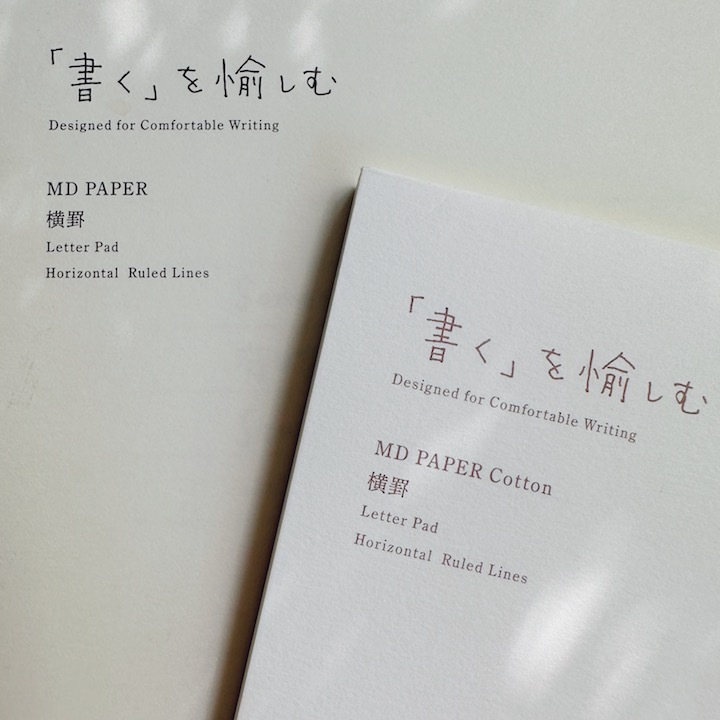 「書く」を愉しむ
Designed for Comfortable Writing
MD PAPER
横罫
Letter Pad
Horizontal Ruled Lines
「書く」を愉しむ
Designed for Comfortable Writing
MD PAPER Cotton
横罫
Letter Pad
Horizontal Ruled Lines